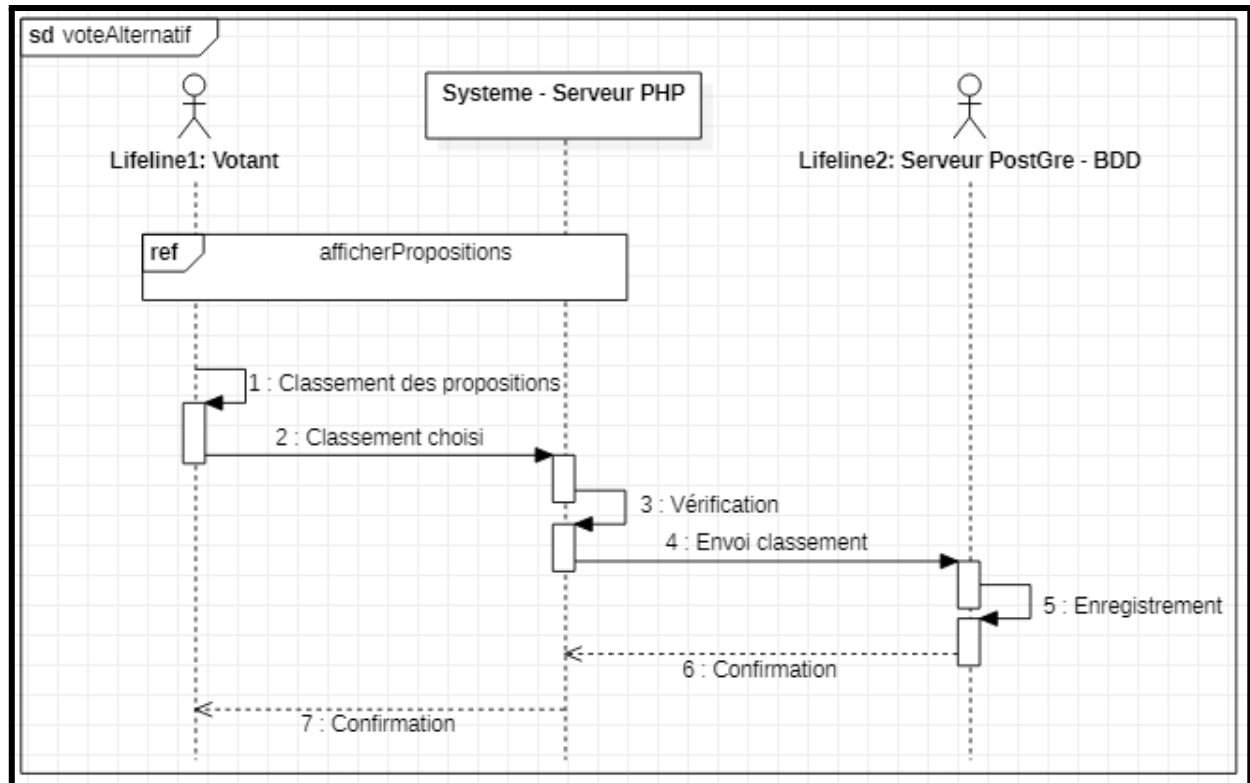 sd voteAlternatif
Systeme - Serveur PHP
Lifeline1: Votant
Lifeline2: Serveur PostGre - BDD
ref
afficherPropositions
1 : Classement des propositions
2 : Classement choisi
3 : Vérification
4 : Envoi classement
5 : Enregistrement
6 : Confirmation
7 : Confirmation